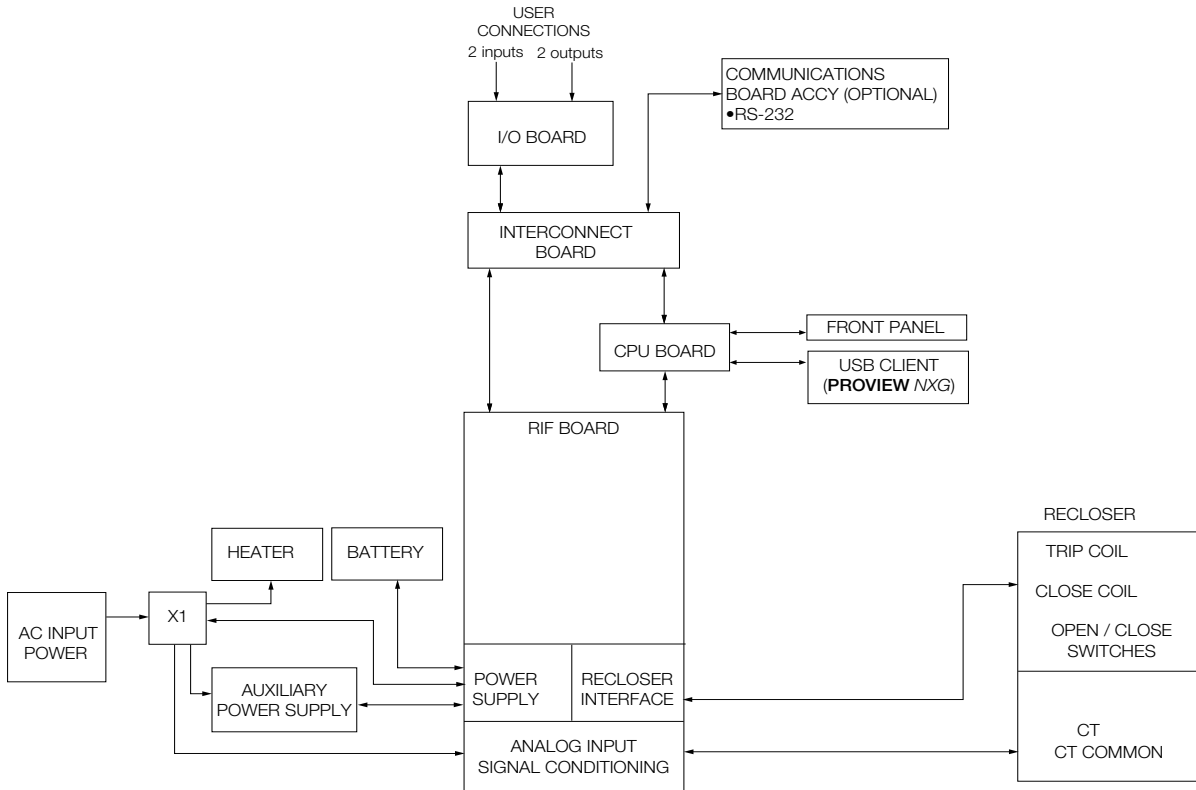 USER
CONNECTIONS
2 inputs 2 outputs
COMMUNICATIONS
BOARD ACCY (OPTIONAL)
•RS-232
I/O BOARD
INTERCONNECT
BOARD
FRONT PANEL
CPU BOARD
USB CLIENT
(PROVIEW NXG)
RIF BOARD
RECLOSER
HEATER
BATTERY
TRIP COIL
CLOSE COIL
X1
AC INPUT
POWER
OPEN / CLOSE
SWITCHES
AUXILIARY
POWER SUPPLY
POWER
SUPPLY
RECLOSER
INTERFACE
ANALOG INPUT
SIGNAL CONDITIONING
CT
CT COMMON